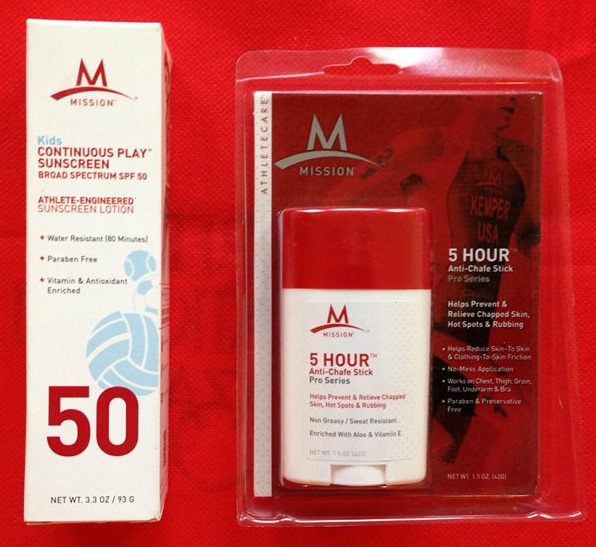 M
MISSION™
Kids
CONTINUOUS PLAY™
SUNSCREEN
BROAD SPECTRUM SPF 50
ATHLETE-ENGINEERED™
SUNSCREEN LOTION
+ Water Resistant (80 Minutes)
+ Paraben Free
+ Vitamin & Antioxidant
Enriched
50
NET WT. 3.3 OZ / 93 G
ATHLETECARE
M
MISSION
M
KEMPER
USA
5 HOUR™
Anti-Chafe Stick
Pro Series
Helps Prevent &
Relieve Chapped Skin,
Hot Spots & Rubbing
• Helps Reduce Skin-To Skin
& Clothing-To-Skin Friction
• No-Mess Application
• Works on Chest, Thigh, Groin,
Foot, Underarm & Bra
• Paraben & Preservative
Free
NET WT. 1.5 OZ. (42G)
M
MISSION™
5 HOUR™
Anti-Chafe Stick
Pro Series
Helps Prevent & Relieve Chapped
Skin, Hot Spots & Rubbing
Non Greasy / Sweat Resistant
Enriched With Aloe & Vitamin E
NET WT. 1.5 OZ. (42G)